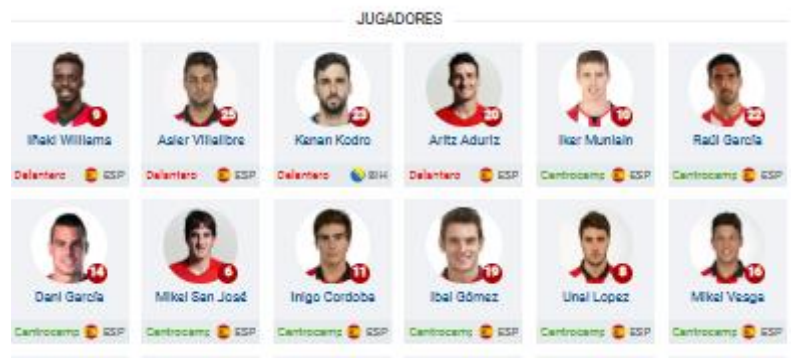 JUGADORES
9 25 23 20 10 22
Iñaki Williams Asier Villalibre Kenan Kodro Aritz Aduriz Iker Muniain Raúl García
Delantero ESP Delantero ESP Delantero BIH Delantero ESP Centrocamp ESP Centrocamp ESP
14 6 11 19 8 16
Dani García Mikel San José Inigo Cordoba Ibai Gómez Unai Lopez Mikel Vesga
Centrocamp ESP Centrocamp ESP Centrocamp ESP Centrocamp ESP Centrocamp ESP Centrocamp ESP